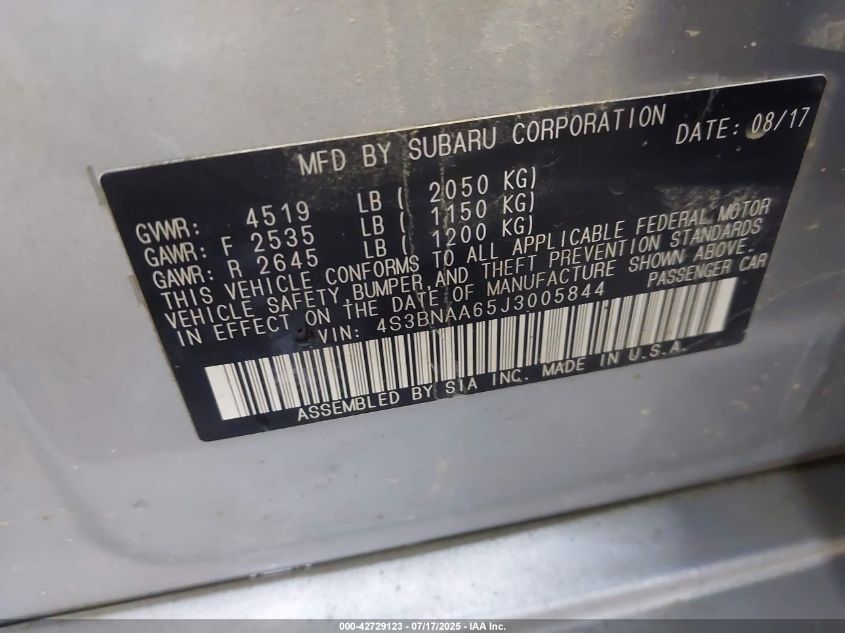 MFD BY SUBARU CORPORATION DATE: 08/17
GVWR: 4519 LB ( 2050 KG)
GAWR: F 2535 LB ( 1150 KG)
GAWR: R 2645 LB ( 1200 KG)
THIS VEHICLE CONFORMS TO ALL APPLICABLE FEDERAL MOTOR
VEHICLE SAFETY,BUMPER,AND THEFT PREVENTION STANDARDS
IN EFFECT ON THE DATE OF MANUFACTURE SHOWN ABOVE.
VIN: 4S3BNAA65J3005844 PASSENGER CAR
ASSEMBLED BY SIA INC. MADE IN U.S.A.
000-42729123 - 07/17/2025 - IAA Inc.